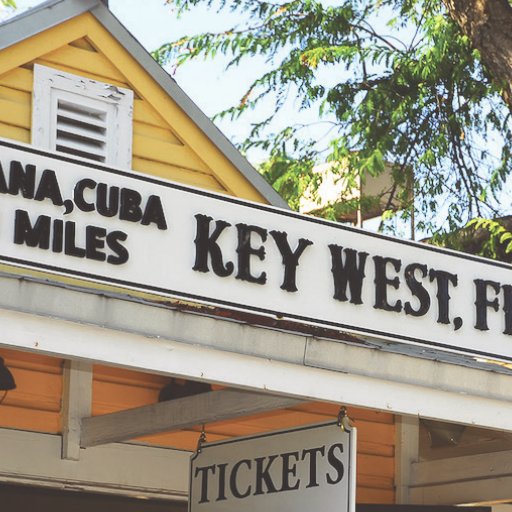 ANA, CUBA
MILES
KEY WEST, F
TICKETS